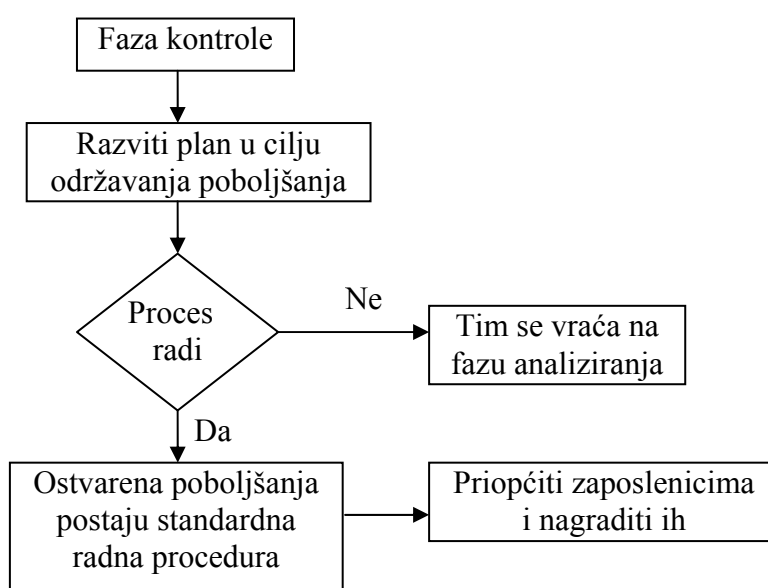 Faza kontrole
Razviti plan u cilju
održavanja poboljšanja
Proces
radi
Ne
Tim se vraća na
fazu analiziranja
Da
Ostvarena poboljšanja
postaju standardna
radna procedura
Priopćiti zaposlenicima
i nagraditi ih